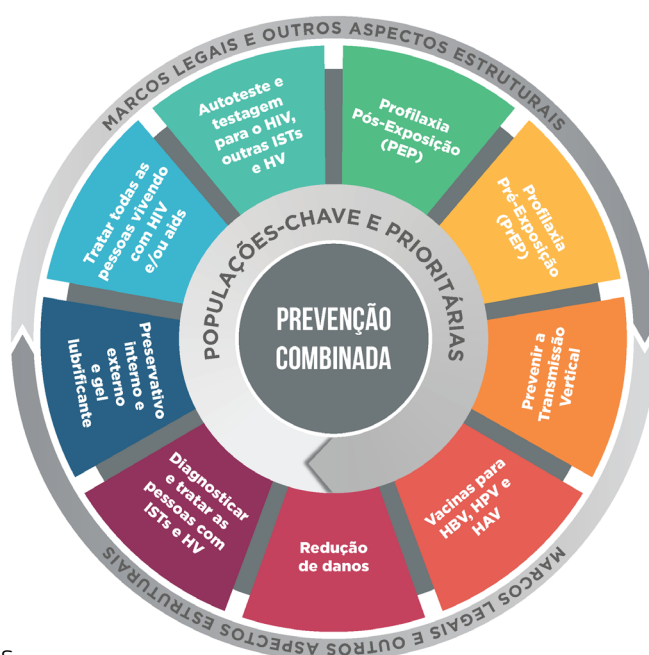 MARCOS LEGAIS E OUTROS ASPECTOS ESTRUTURAIS
Autoteste e
testagem
para o HIV,
outras ISTs
e HV
Profilaxia
Pós-Exposição
(PEP)
Profilaxia
Pré-Exposição
(PrEP)
Prevenir a
Transmissão
Vertical
Vacinas para
HBV, HPV e
HAV
Redução
de danos
Diagnosticar
e tratar as
pessoas com
ISTs e HV
Preservativo
interno e
externo
e gel
lubrificante
Tratar todas as
pessoas vivendo
com HIV
e/ou aids
POPULAÇÕES-CHAVE E PRIORITÁRIAS
PREVENÇÃO
COMBINADA
MARCOS LEGAIS E OUTROS ASPECTOS ESTRUTURAIS